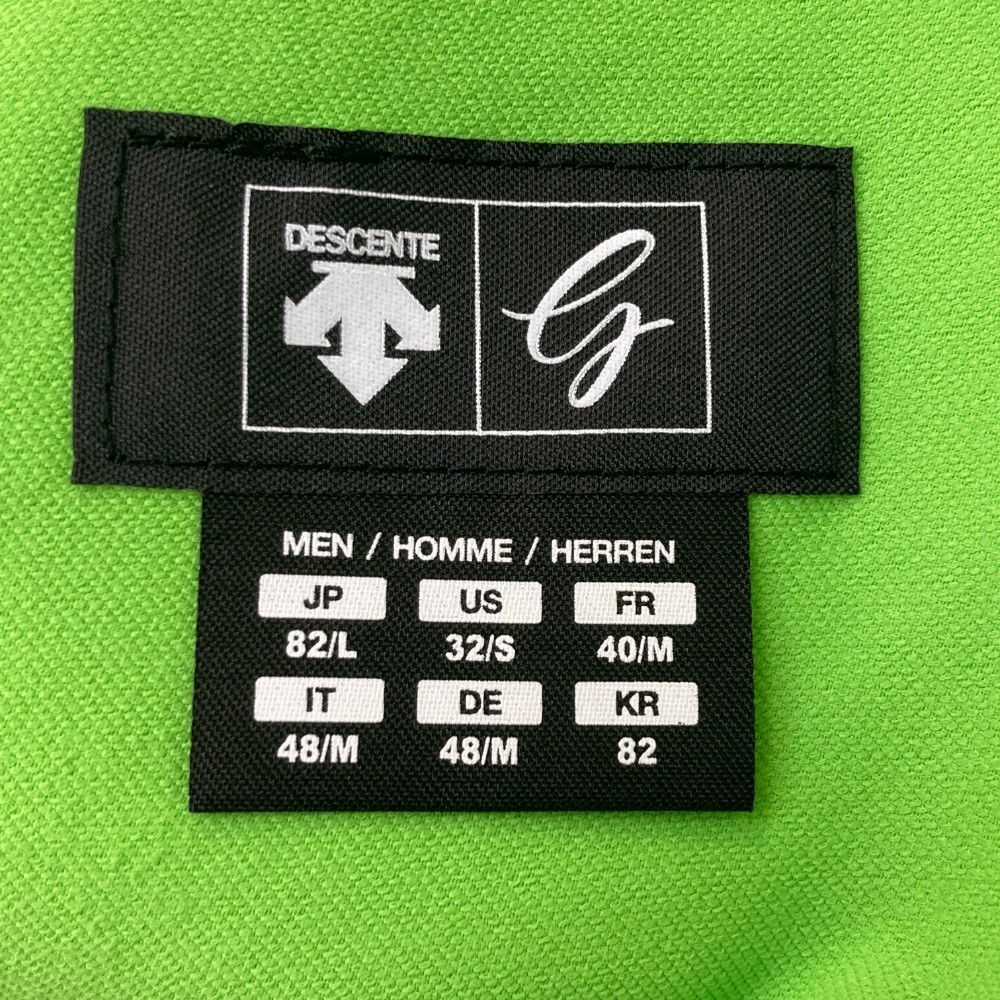 DESCENTE
G
MEN / HOMME / HERREN
JP US FR
82/L 32/S 40/M
IT DE KR
48/M 48/M 82